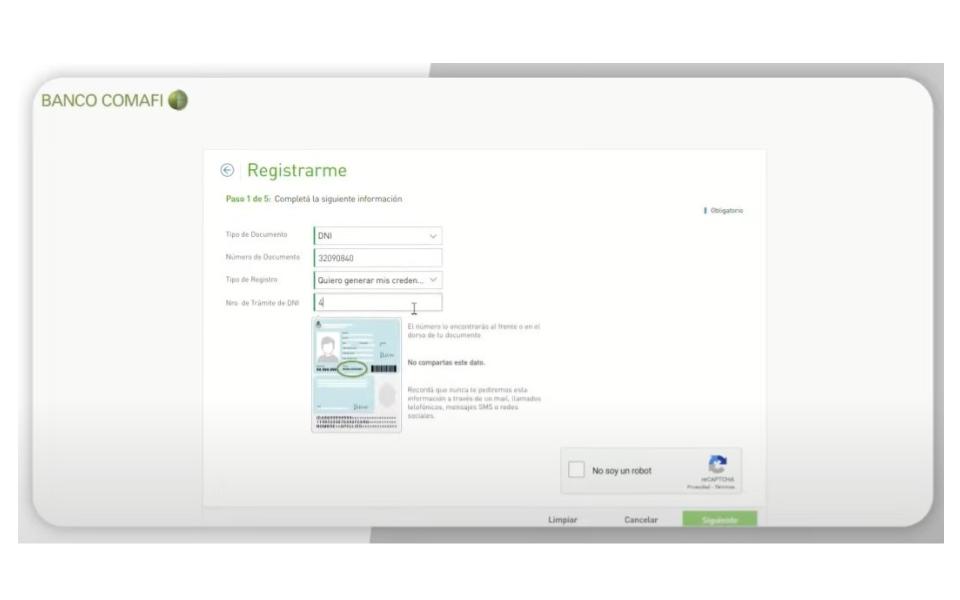 BANCO COMAFI
Registrarme
Paso 1 de 5: Completá la siguiente información
Obligatorio
Tipo de Documento
DNI
Número de Documento
32090840
Tipo de Registro
Quiero generar mis creden...
Nro. de Trámite de DNI
4
El número lo encontrarás al frente o en el
dorso de tu documento
No compartas este dato.
Recordá que nunca te pediremos esta
información a través de un mail, llamados
telefónicos, mensajes SMS o redes
sociales.
No soy un robot
reCAPTCHA
Privacidad - Términos
Limpiar
Cancelar
Siguiente